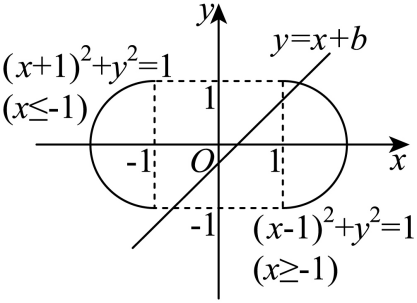 y
y=x+b
(x+1)²+y²=1
(x≤-1)
1
-1
O
1
x
-1
(x-1)²+y²=1
(x≥-1)